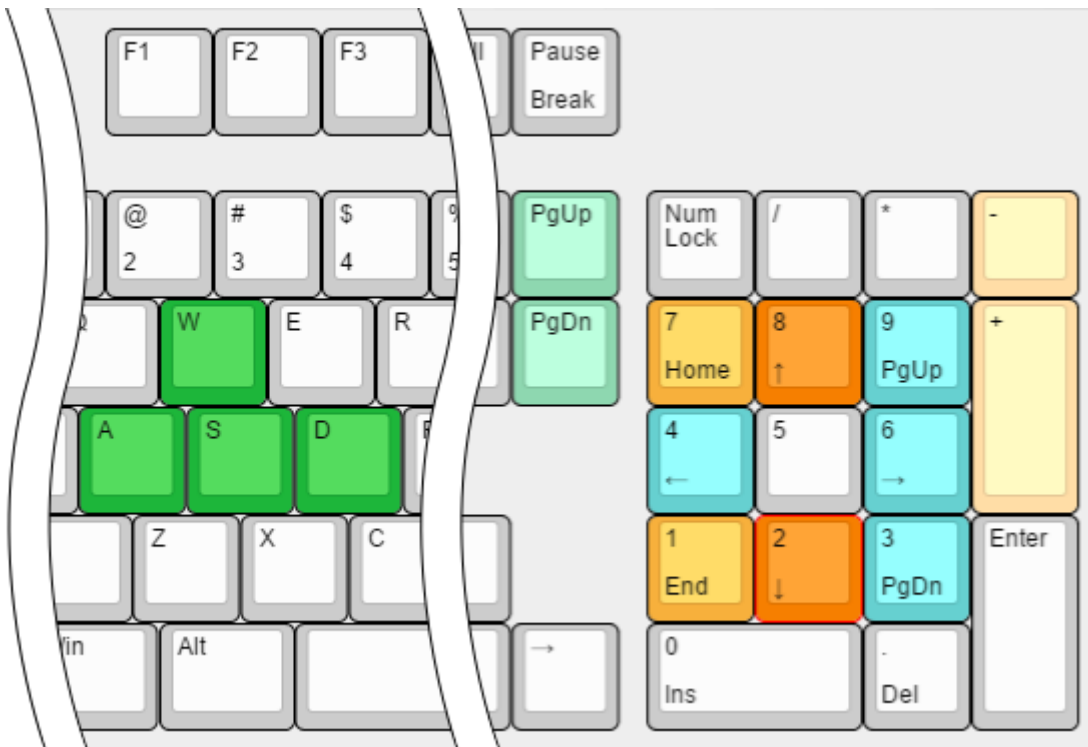 F1 F2 F3 Pause
Break
@ # $ % PgUp Num / * -
Lock
2 3 4 5
W E R PgDn 7 8 9 +
Home ↑ PgUp
A S D 4 5 6
← →
Z X C 1 2 3 Enter
End ↓ PgDn
Alt → 0 .
Ins Del